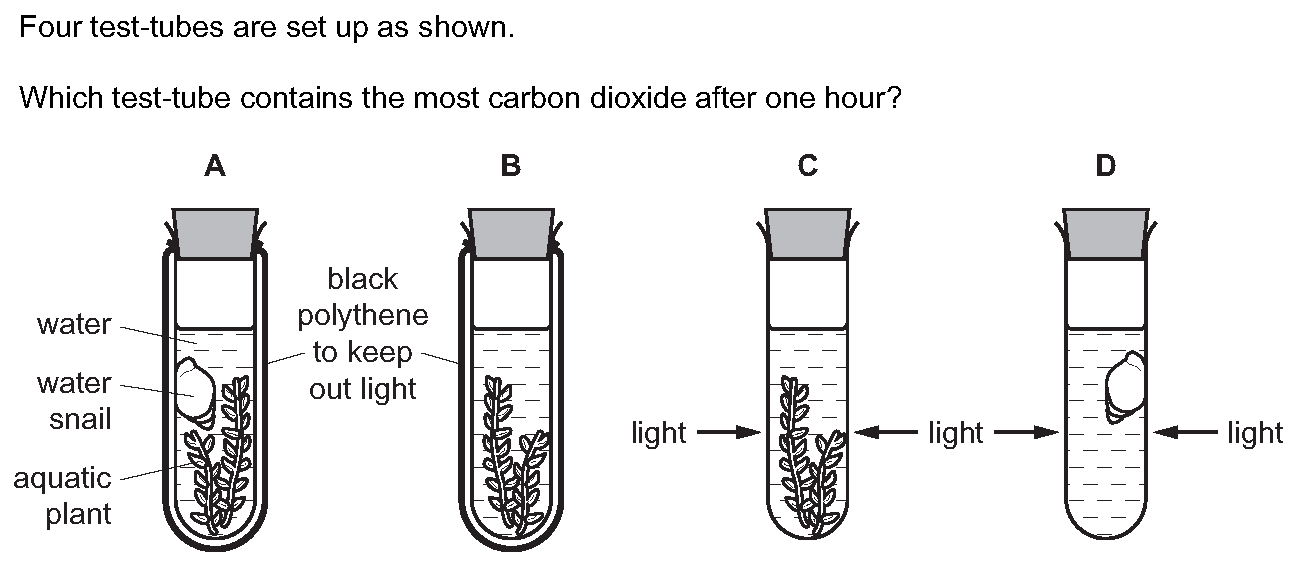 Four test-tubes are set up as shown.
Which test-tube contains the most carbon dioxide after one hour?
A
B
C
D
water
water
snail
aquatic
plant
black
polythene
to keep
out light
light
light
light